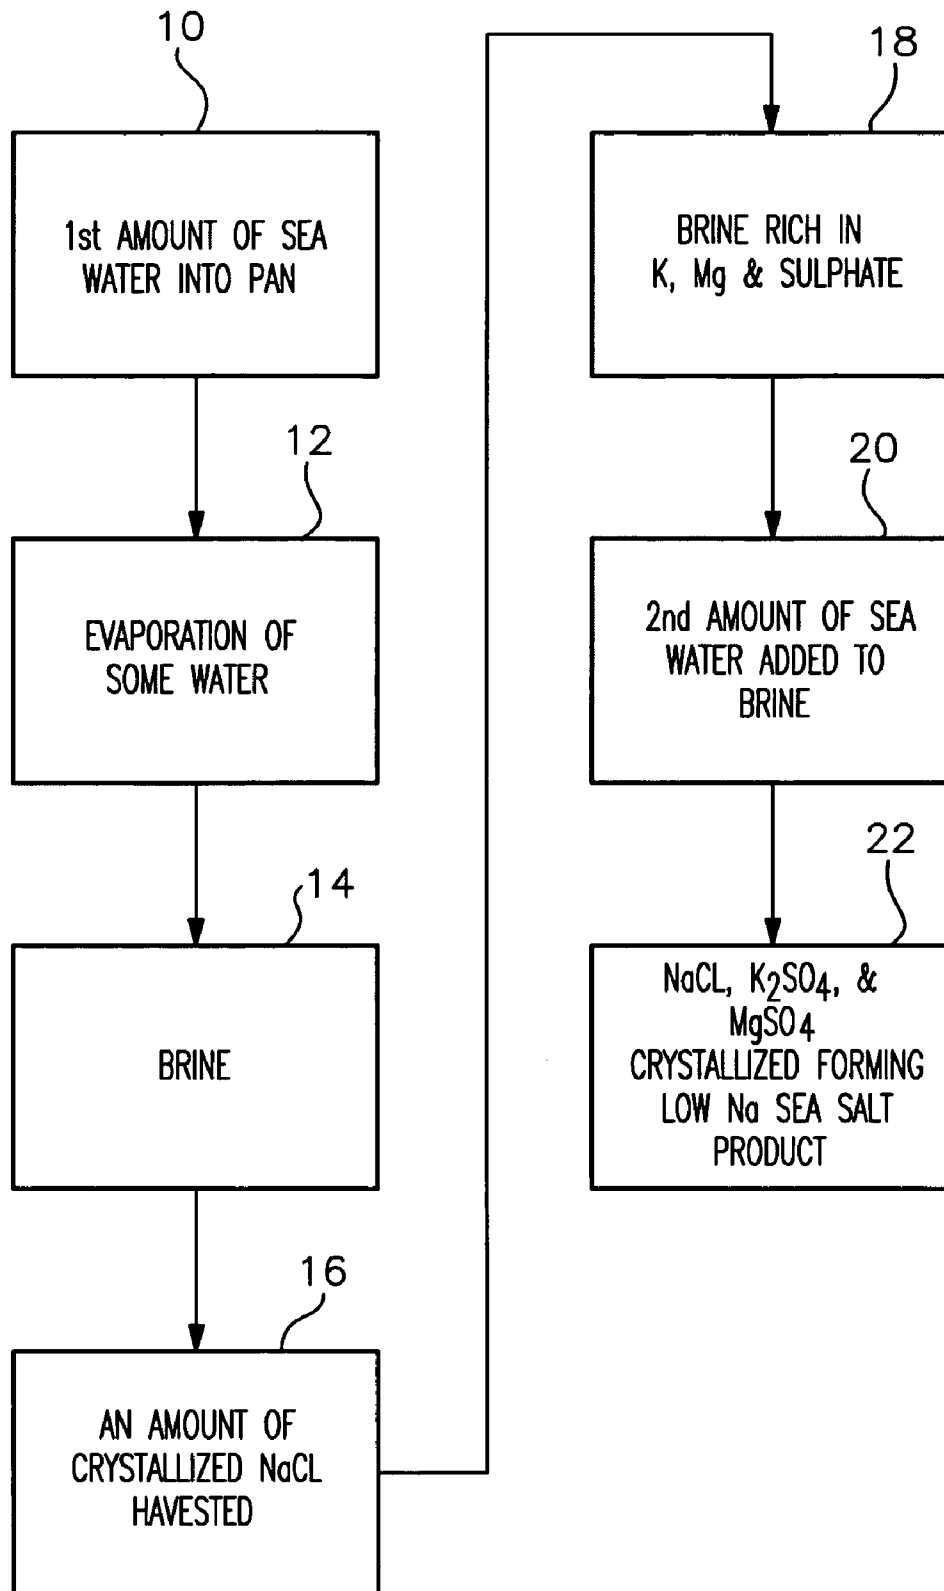 10
1st AMOUNT OF SEA
WATER INTO PAN
12
EVAPORATION OF
SOME WATER
14
BRINE
16
AN AMOUNT OF
CRYSTALLIZED NaCL
HAVESTED
18
BRINE RICH IN
K, Mg & SULPHATE
20
2nd AMOUNT OF SEA
WATER ADDED TO
BRINE
22
NaCL, K₂SO₄, &
MgSO₄
CRYSTALLIZED FORMING
LOW Na SEA SALT
PRODUCT